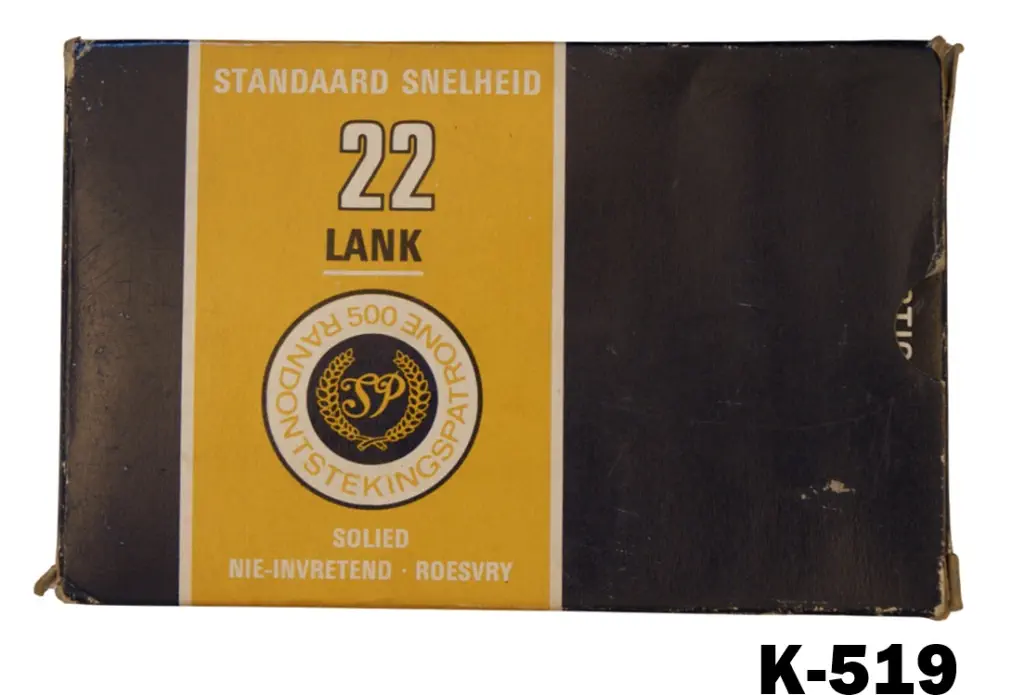 STANDAARD SNELHEID
22
LANK
500 RANDONTSTEKINGSPATRONE
SP
SOLIED
NIE-INVRETEND · ROESVRY
K-519